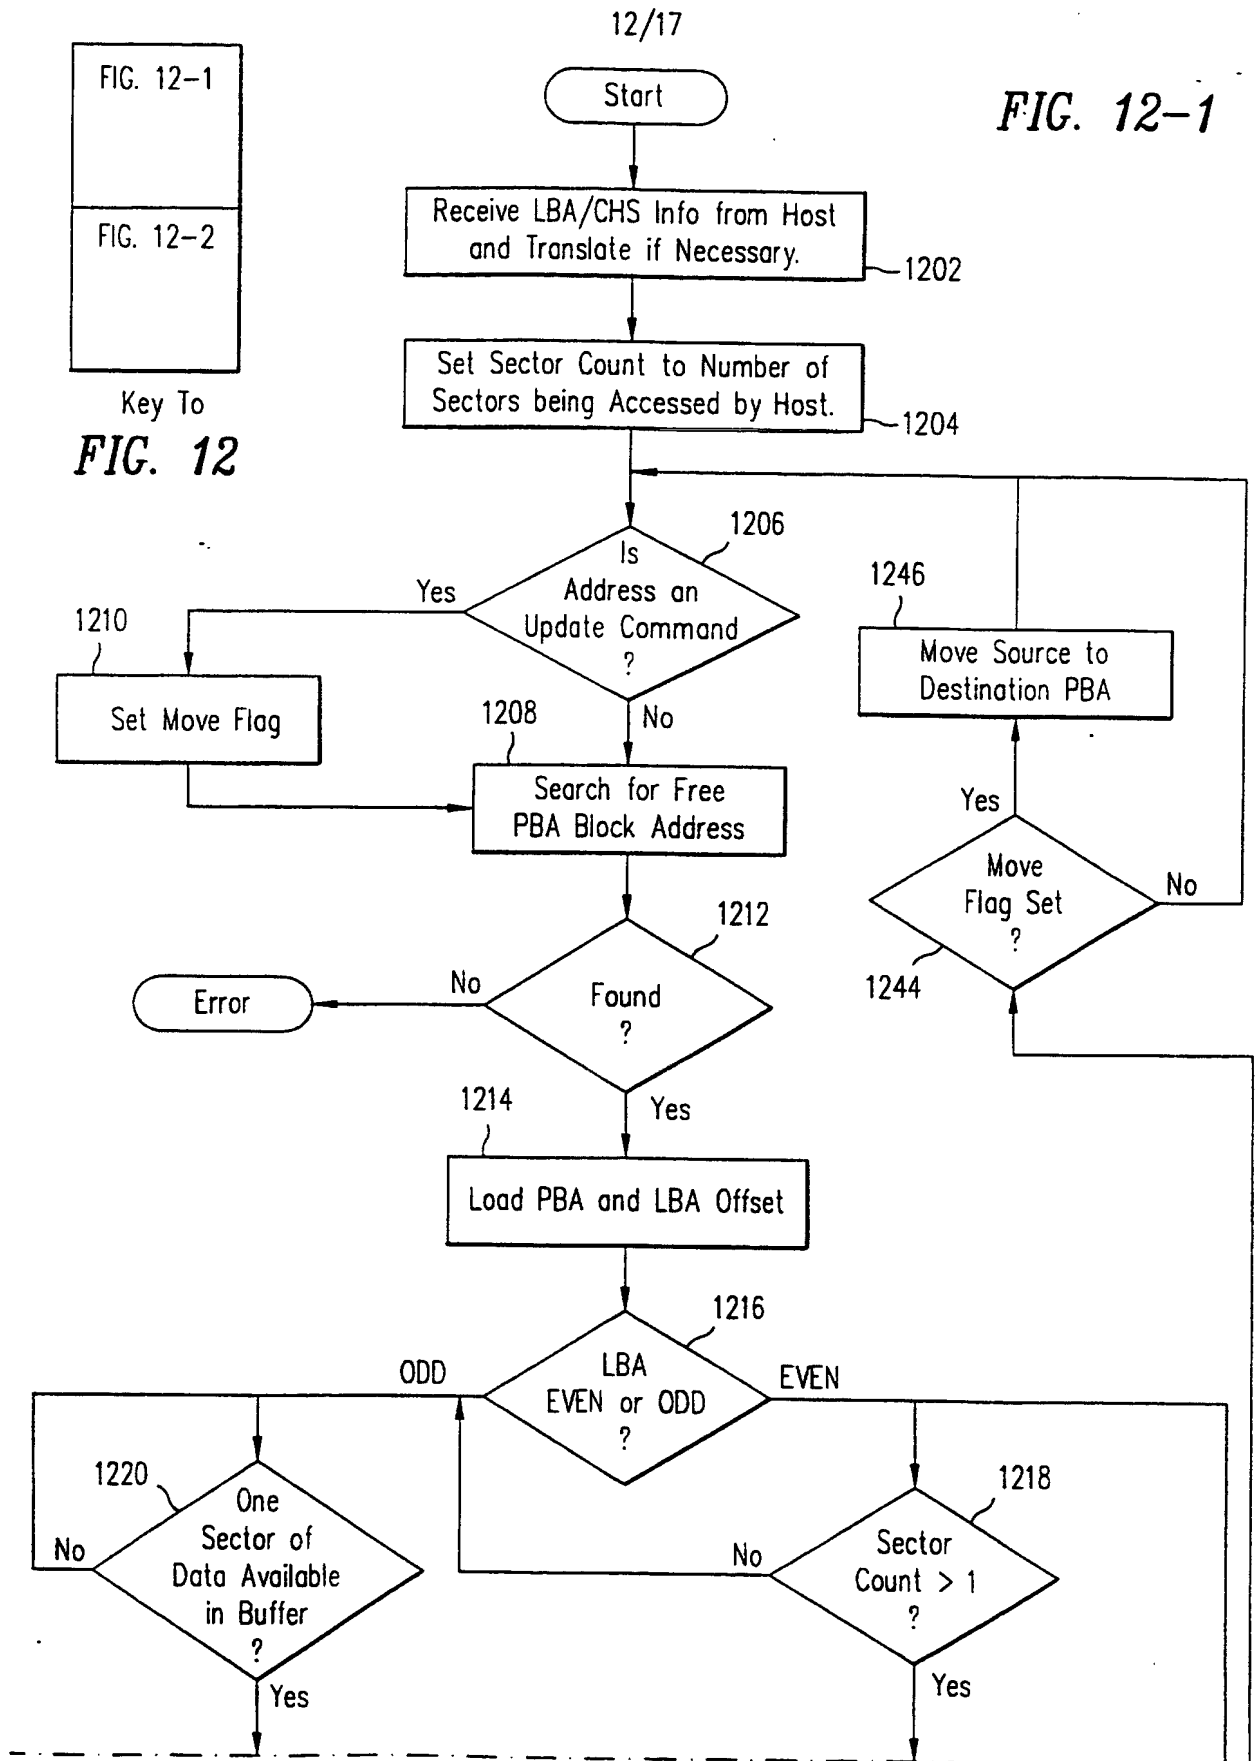 12/17
FIG. 12-1
FIG. 12-2
Key To
FIG. 12
FIG. 12-1
Start
Receive LBA/CHS Info from Host
and Translate if Necessary.
1202
Set Sector Count to Number of
Sectors being Accessed by Host.
1204
1206
Is
Address an
Update Command
?
Yes
No
1210
Set Move Flag
1208
Search for Free
PBA Block Address
1246
Move Source to
Destination PBA
Yes
Move
Flag Set
?
No
1244
1212
Found
?
No
Error
Yes
1214
Load PBA and LBA Offset
1216
LBA
EVEN or ODD
?
ODD
EVEN
1220
One
Sector of
Data Available
in Buffer
?
No
Yes
1218
Sector
Count > 1
?
No
Yes